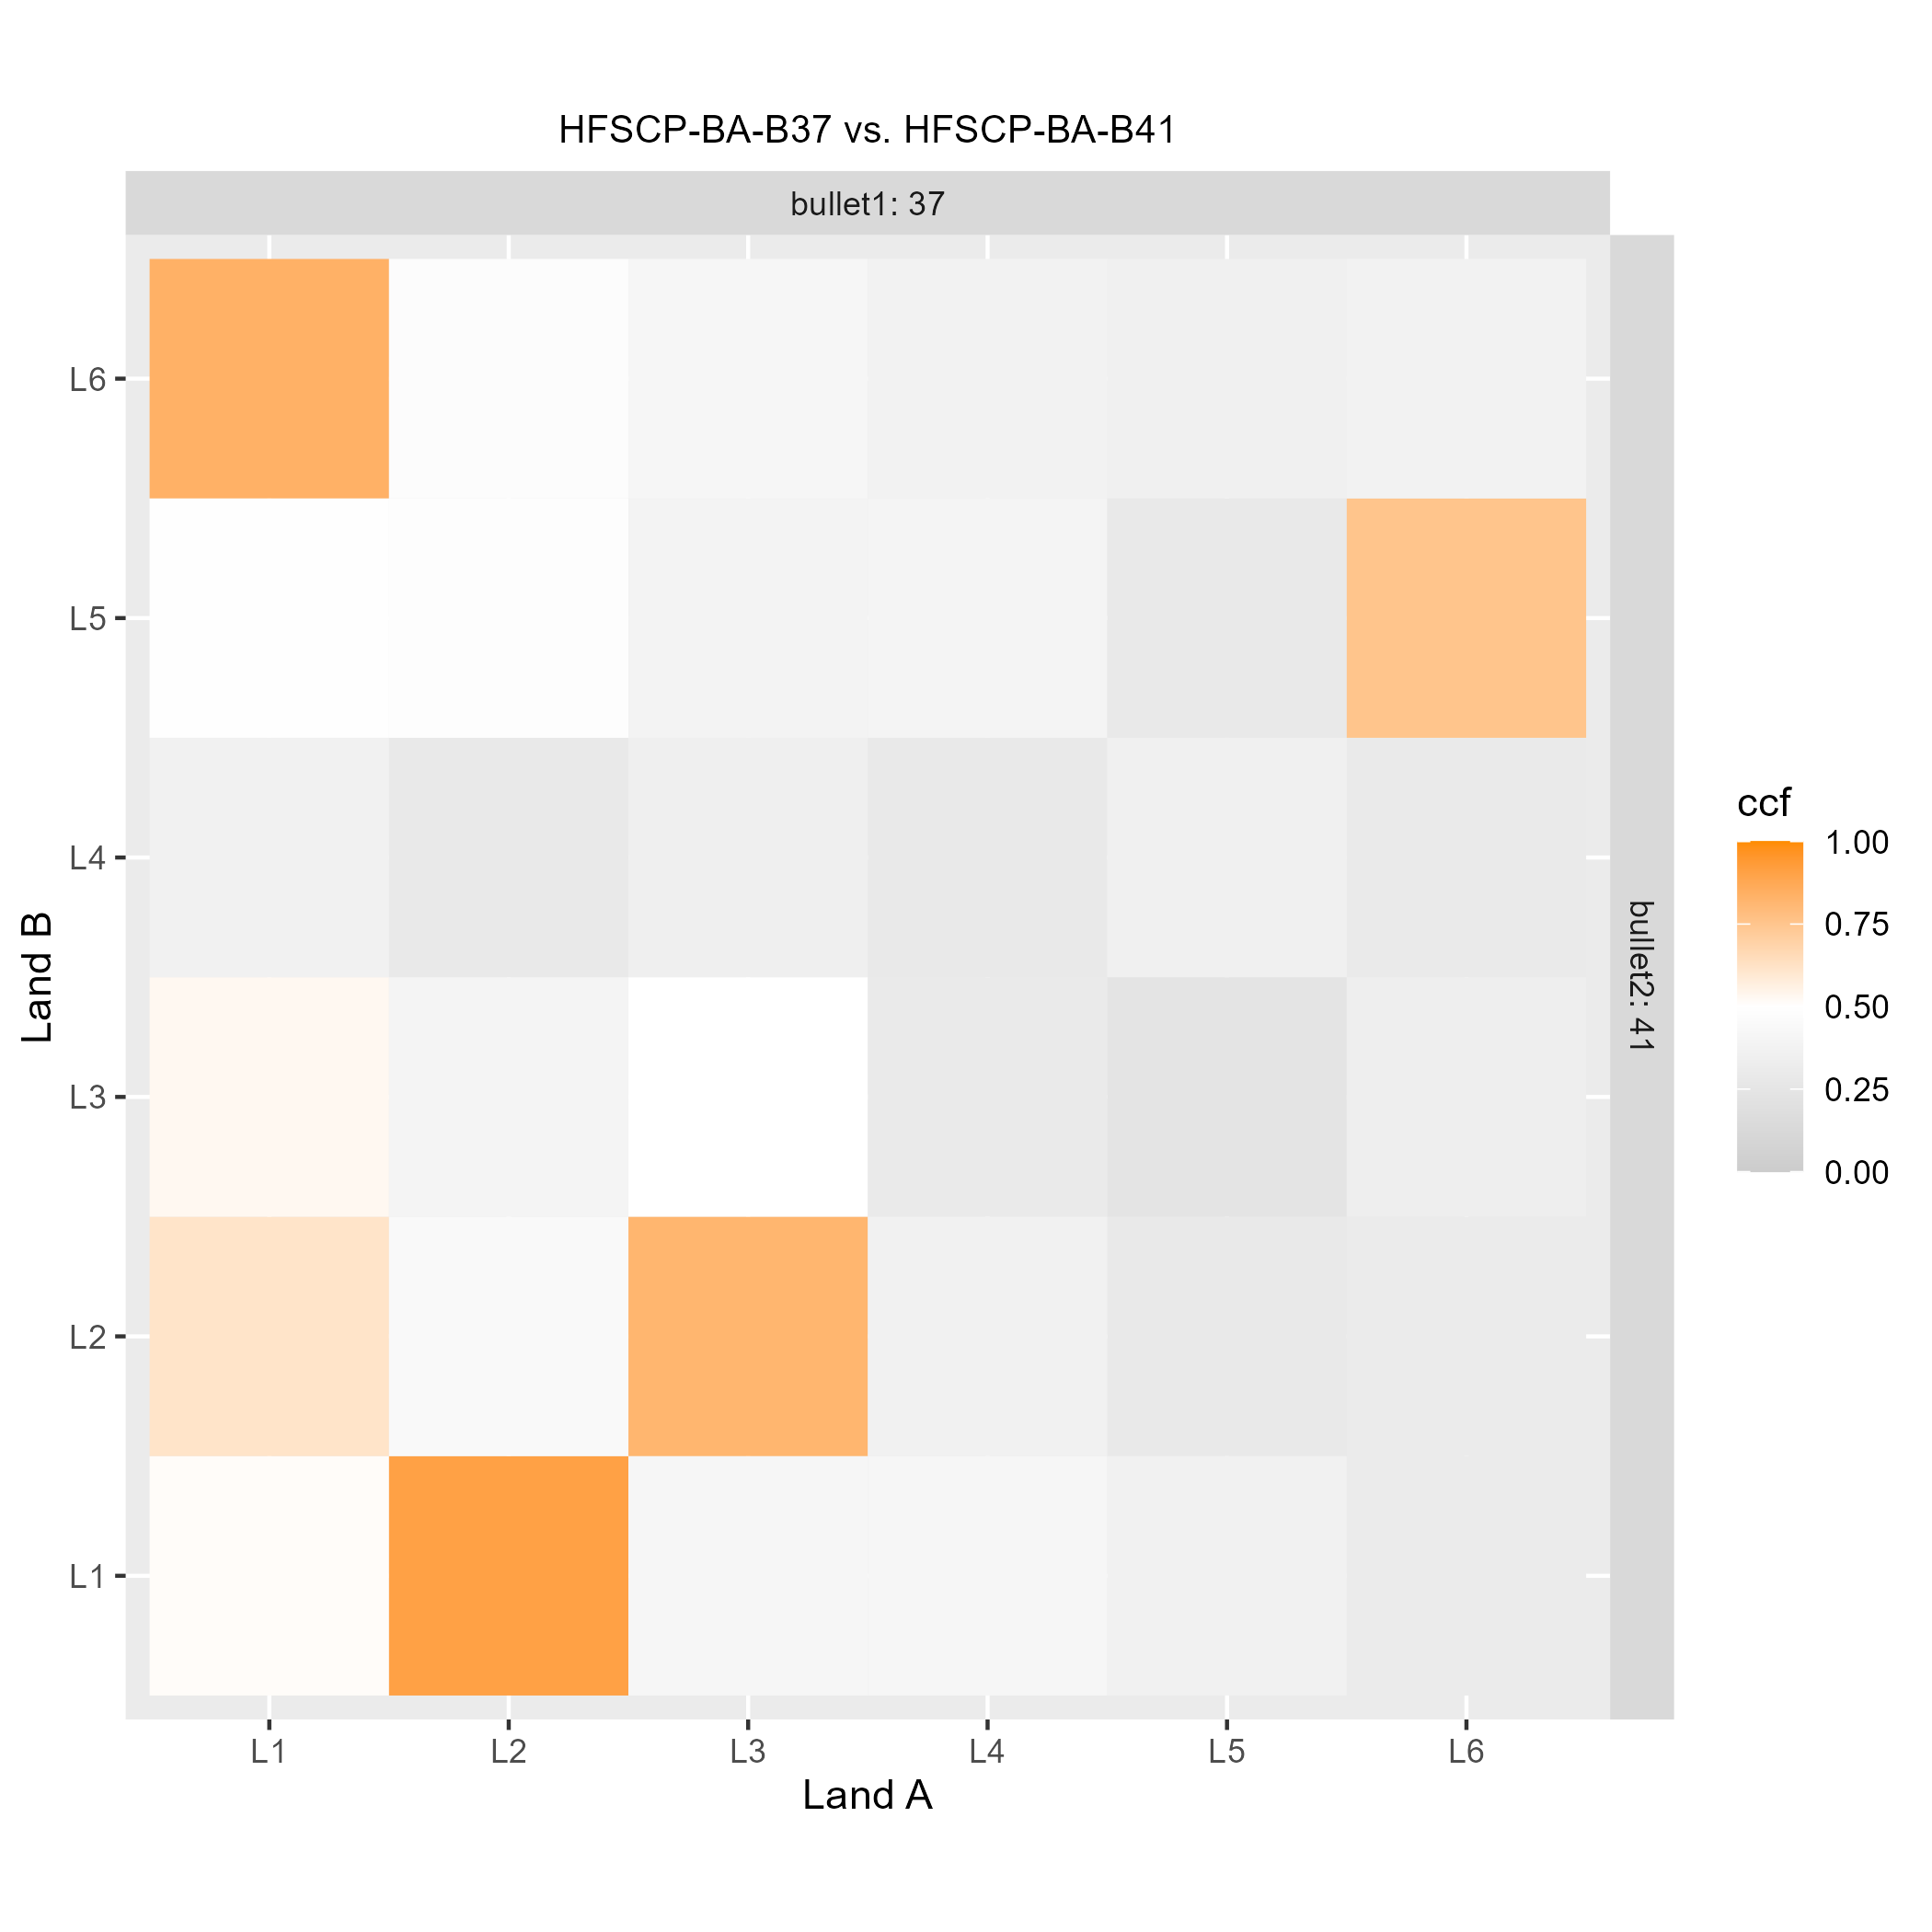 HFSCP-BA-B37 vs. HFSCP-BA-B41
bullet1: 37
L6
L5
L4
L3
L2
L1
Land B
bullet2: 41
ccf
1.00
0.75
0.50
0.25
0.00
L1
L2
L3
L4
L5
L6
Land A